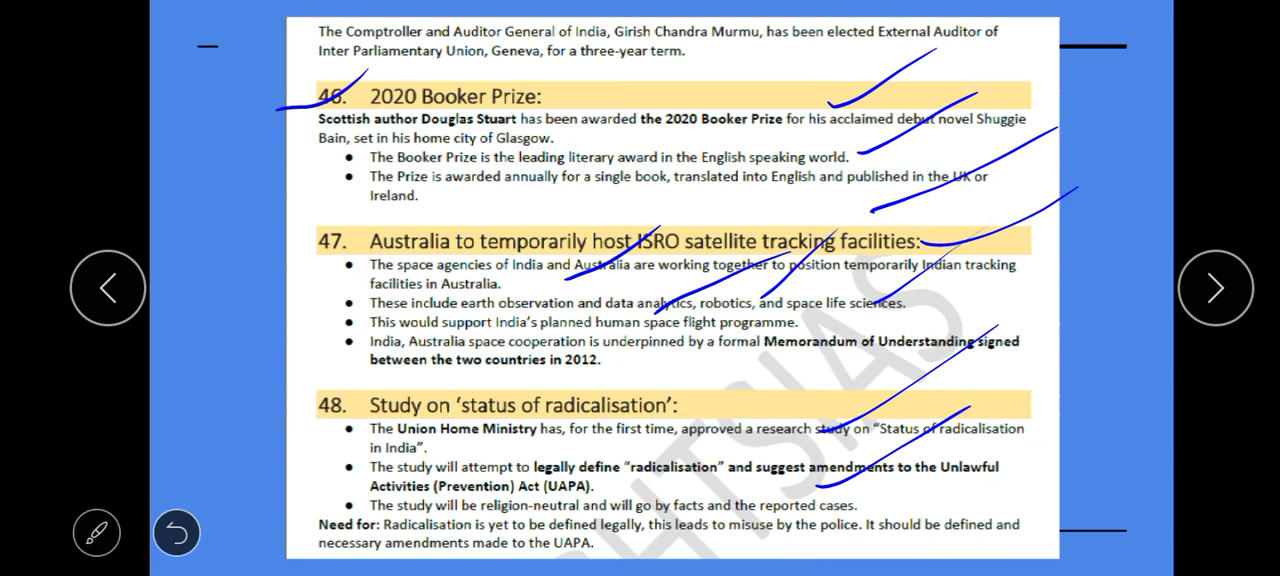 The Comptroller and Auditor General of India, Girish Chandra Murmu, has been elected External Auditor of
Inter Parliamentary Union, Geneva, for a three-year term.
46. 2020 Booker Prize:
Scottish author Douglas Stuart has been awarded the 2020 Booker Prize for his acclaimed debut novel Shuggie
Bain, set in his home city of Glasgow.
● The Booker Prize is the leading literary award in the English speaking world.
● The Prize is awarded annually for a single book, translated into English and published in the UK or
Ireland.
47. Australia to temporarily host ISRO satellite tracking facilities:
● The space agencies of India and Australia are working together to position temporarily Indian tracking
facilities in Australia.
● These include earth observation and data analytics, robotics, and space life sciences.
● This would support India's planned human space flight programme.
● India, Australia space cooperation is underpinned by a formal Memorandum of Understanding signed
between the two countries in 2012.
48. Study on 'status of radicalisation':
● The Union Home Ministry has, for the first time, approved a research study on "Status of radicalisation
in India".
● The study will attempt to legally define "radicalisation" and suggest amendments to the Unlawful
Activities (Prevention) Act (UAPA).
● The study will be religion-neutral and will go by facts and the reported cases.
Need for: Radicalisation is yet to be defined legally, this leads to misuse by the police. It should be defined and
necessary amendments made to the UAPA.